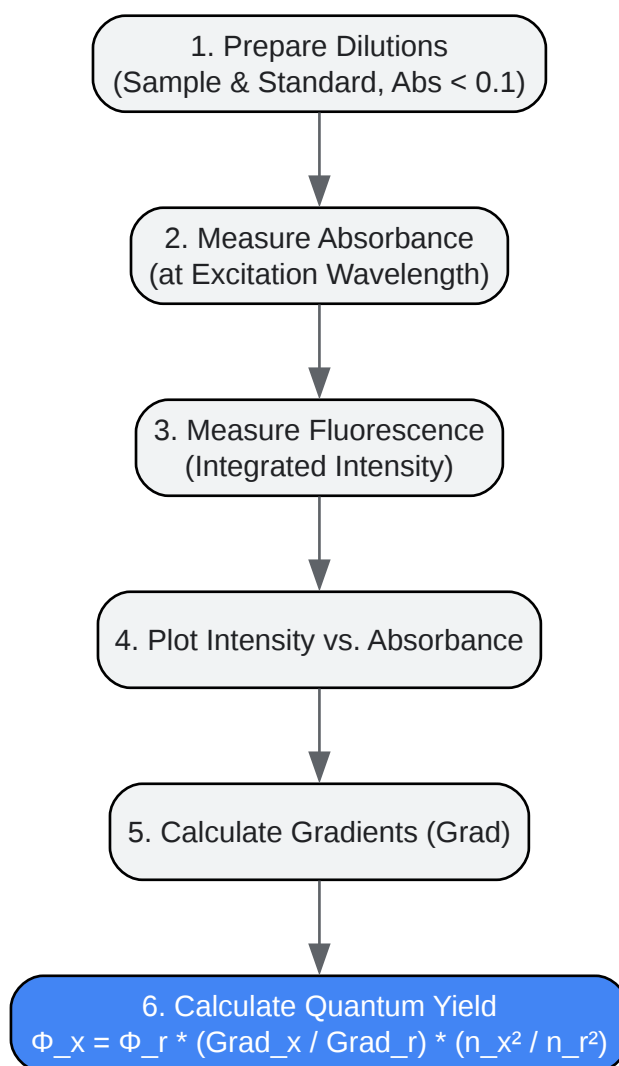 1. Prepare Dilutions
(Sample & Standard, Abs < 0.1)
2. Measure Absorbance
(at Excitation Wavelength)
3. Measure Fluorescence
(Integrated Intensity)
4. Plot Intensity vs. Absorbance
5. Calculate Gradients (Grad)
6. Calculate Quantum Yield
Φ_x = Φ_r * (Grad_x / Grad_r) * (n_x² / n_r²)